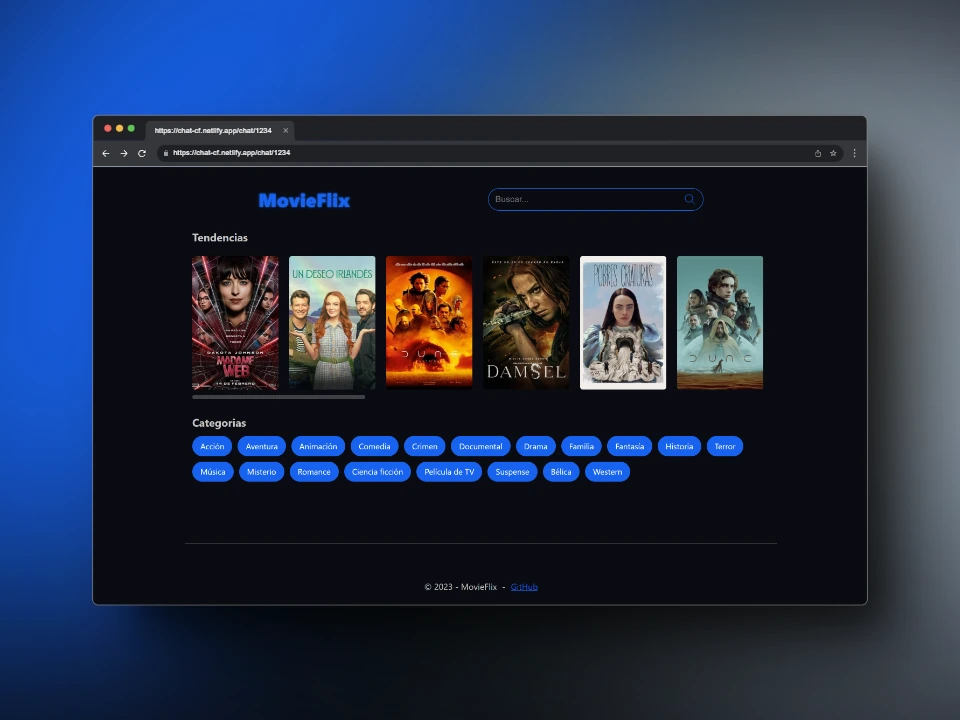 https://chat-cf.netlify.app/chat/1234
https://chat-cf.netlify.app/chat/1234
MovieFlix
Buscar...
Tendencias
DAKOTA JOHNSON
MADAME
WEB
14 DE FEBRERO
UN DESEO IRLANDÉS
DUNE
DAMSEL
POBRES CRIATURAS
DUNE
Categorias
Acción Aventura Animación Comedia Crimen Documental Drama Familia Fantasía Historia Terror
Música Misterio Romance Ciencia ficción Película de TV Suspense Bélica Western
© 2023 - MovieFlix - GitHub